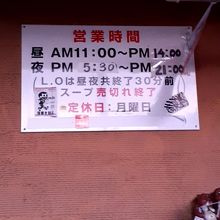 営業時間
昼 AM11:00～PM14:00
夜 PM 5:30～PM21:00
(L.Oは昼夜共終了30分前)
スープ売切れ終了
定休日:月曜日